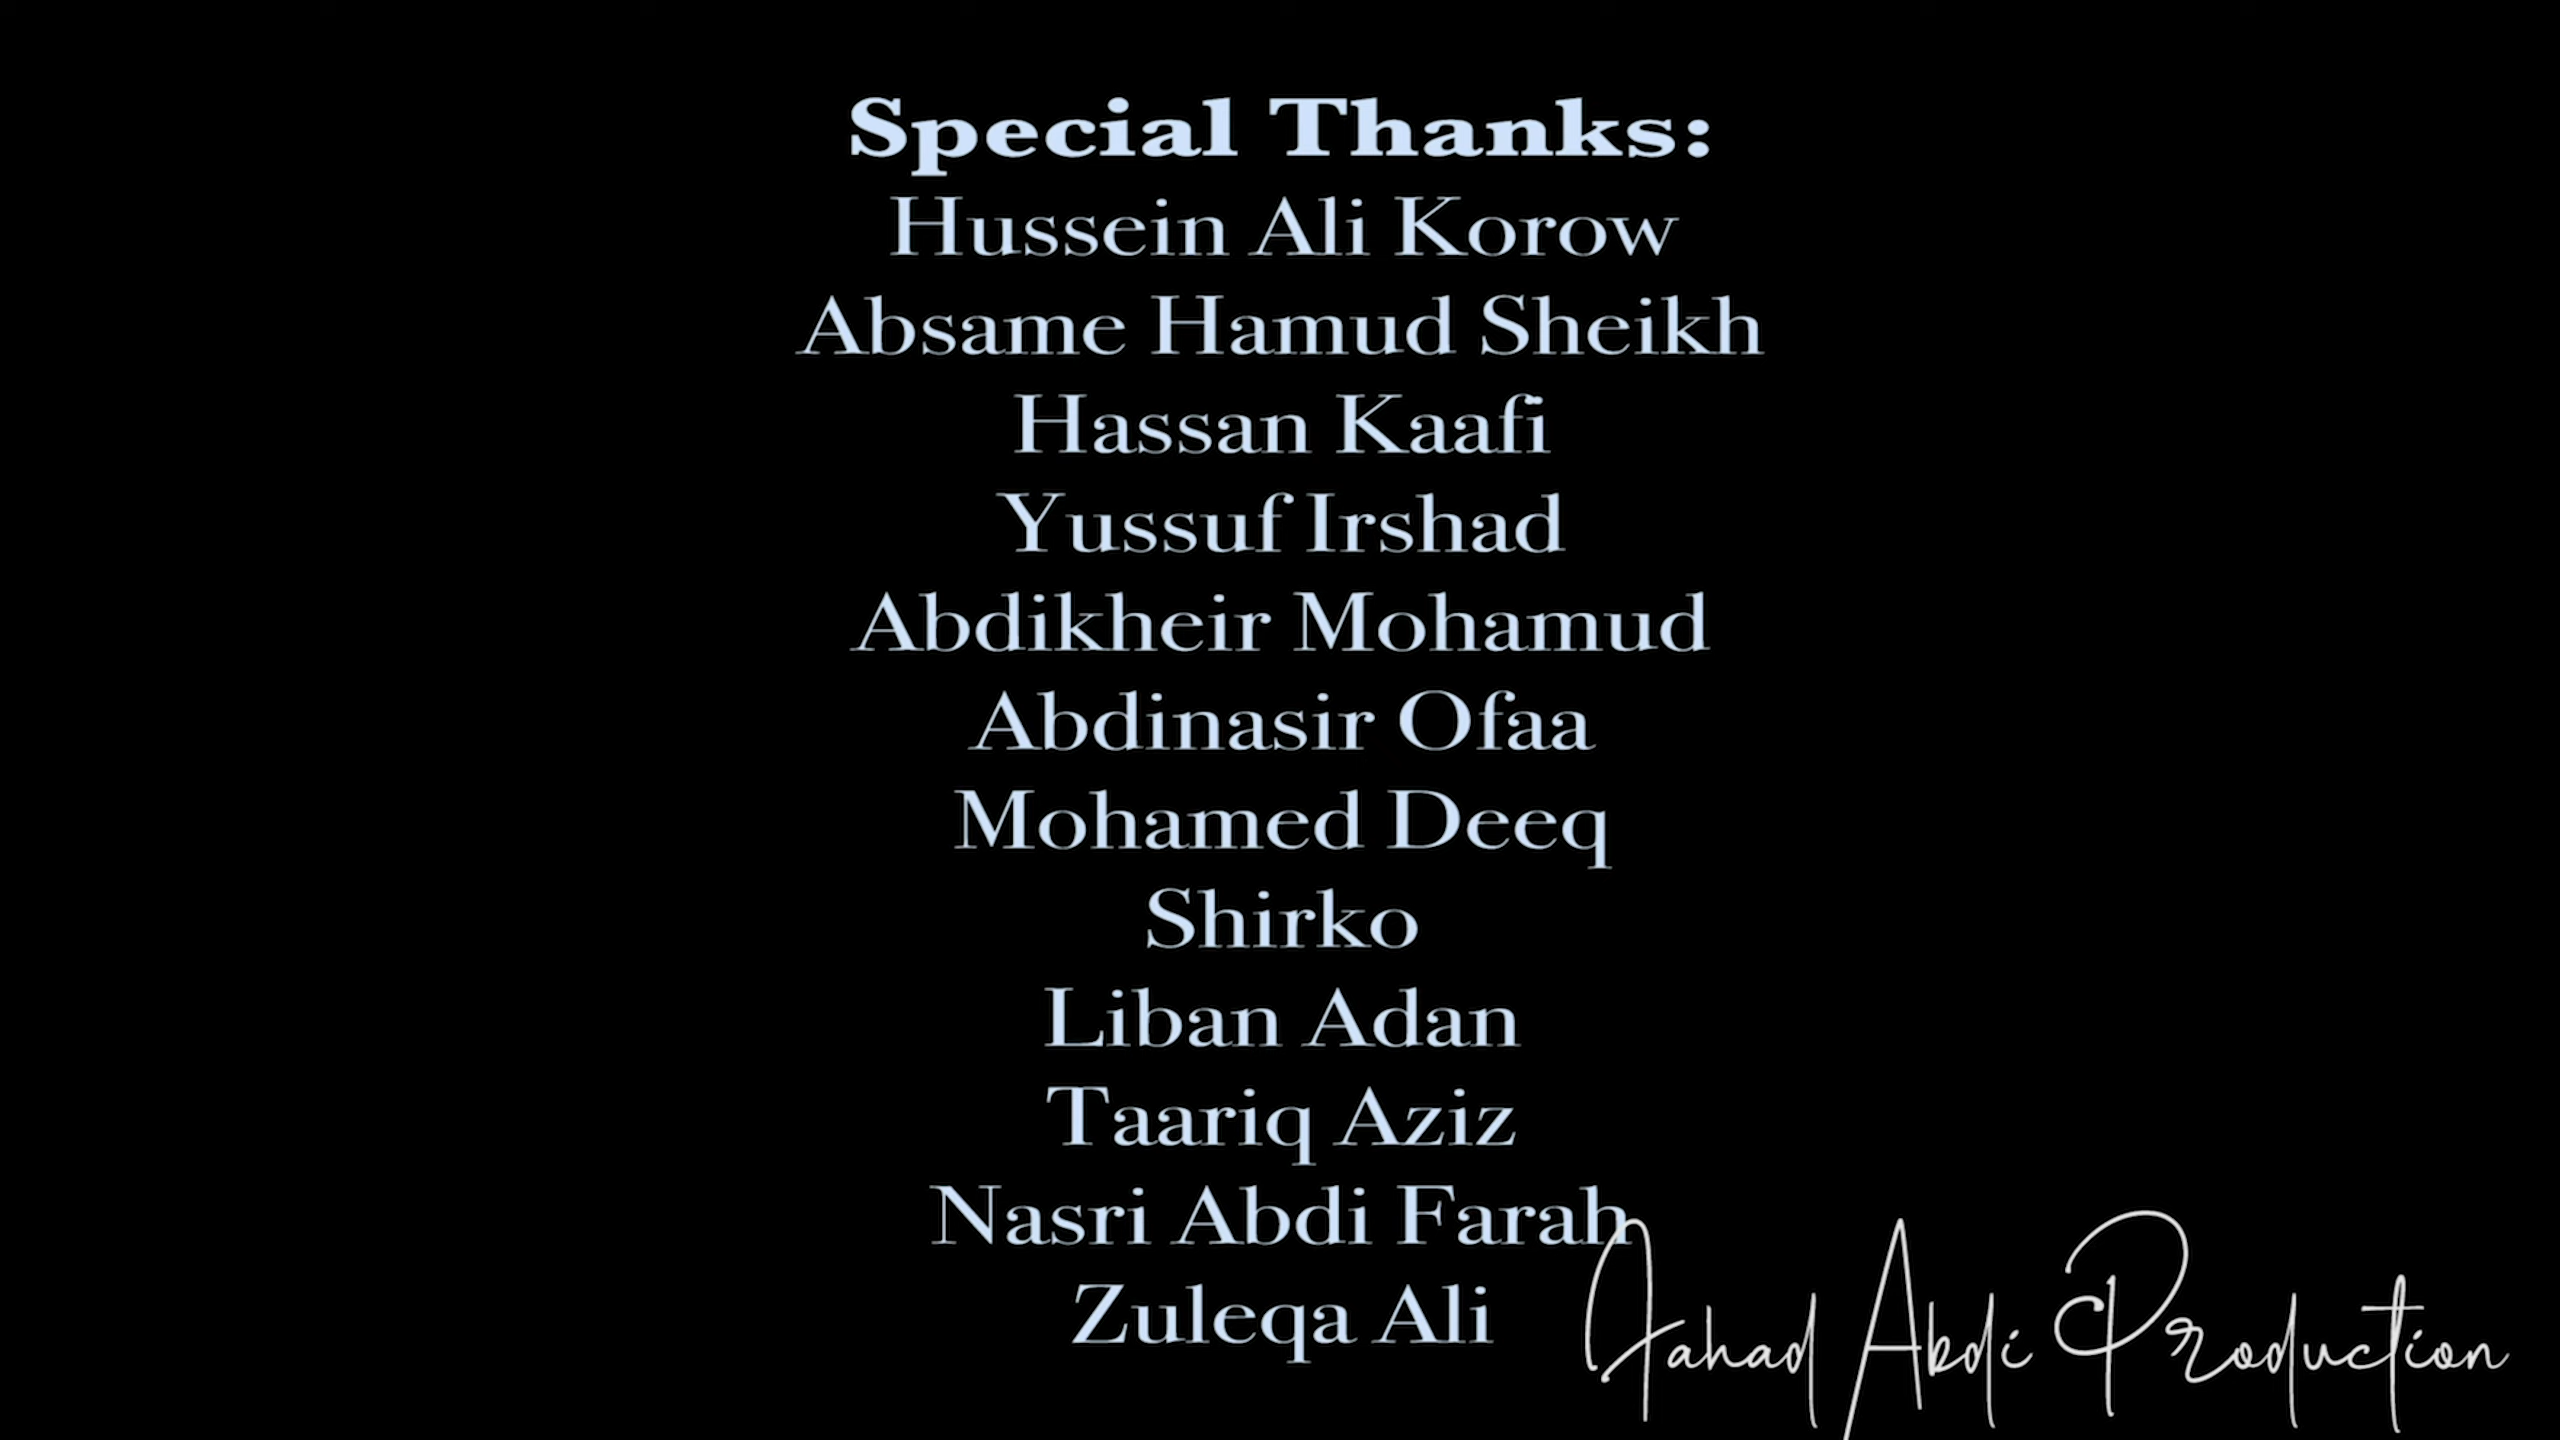 Special Thanks:
Hussein Ali Korow
Absame Hamud Sheikh
Hassan Kaafi
Yussuf Irshad
Abdikheir Mohamud
Abdinasir Ofaa
Mohamed Deeq
Shirko
Liban Adan
Taariq Aziz
Nasri Abdi Farah
Zuleqa Ali
Fahad Abdi Production